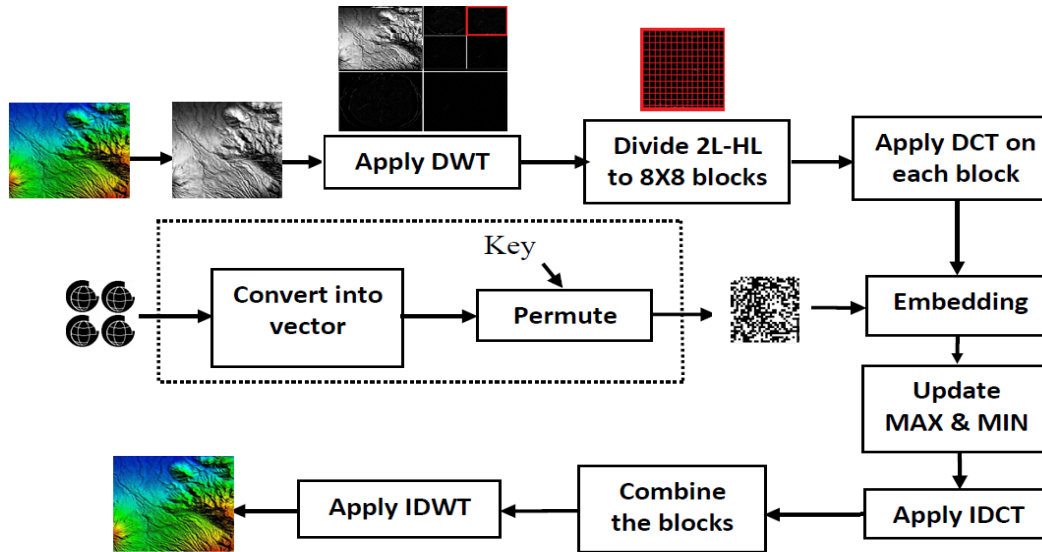 Apply DWT
Divide 2L-HL
to 8X8 blocks
Apply DCT on
each block
Key
Convert into
vector
Permute
Embedding
Update
MAX & MIN
Apply IDCT
Combine
the blocks
Apply IDWT